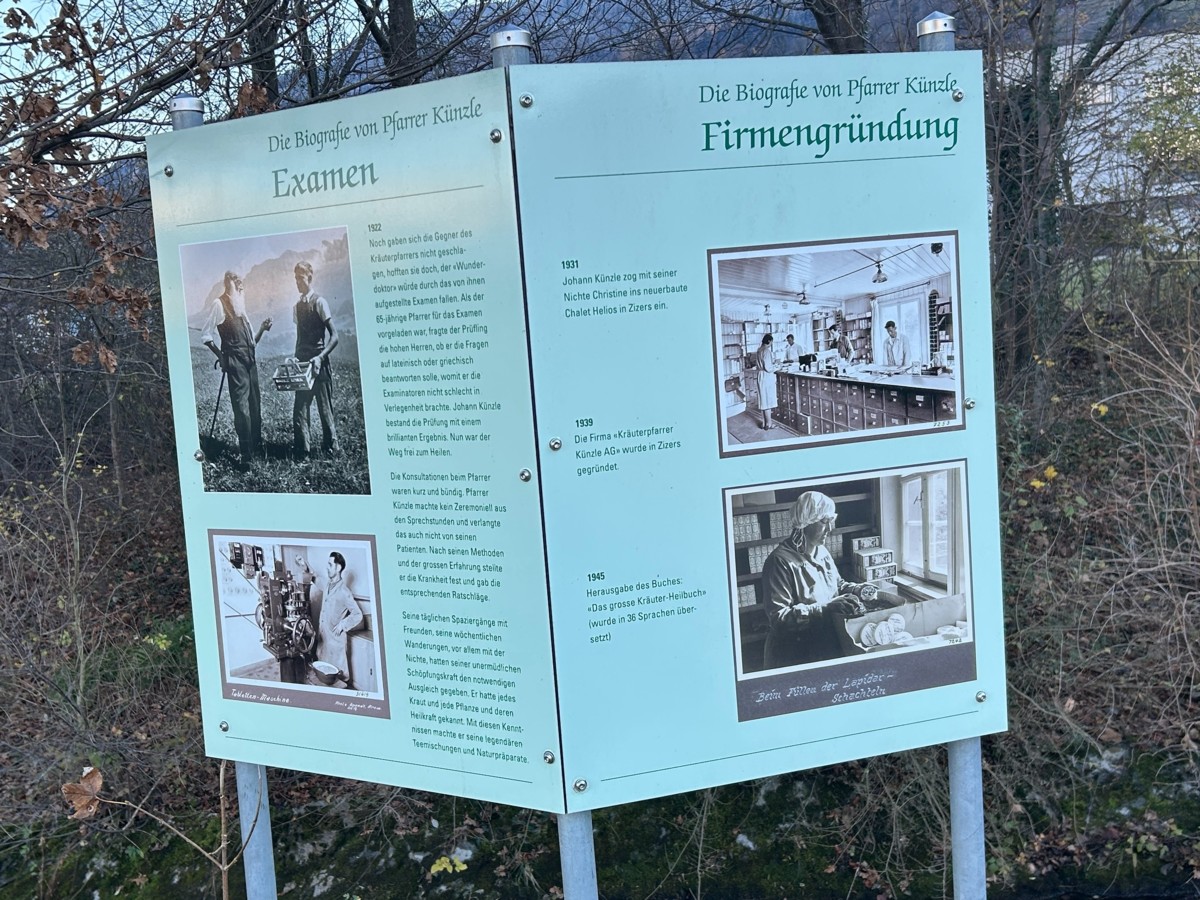 Die Biografie von Pfarrer Künzle
Examen
1922
Noch gaben sich die Gegner des
Kräuterpfarrers nicht geschla-
gen, hofften sie doch, der «Wunder-
doktor» würde durch das von ihnen
aufgestellte Examen fallen. Als der
65-jährige Pfarrer für das Examen
vorgeladen war, fragte der Prüfling
die hohen Herren, ob er die Fragen
auf lateinisch oder griechisch
beantworten solle, womit er die
Examinatoren nicht schlecht in
Verlegenheit brachte. Johann Künzle
bestand die Prüfung mit einem
brillianten Ergebnis. Nun war der
Weg frei zum Heilen.
Die Konsultationen beim Pfarrer
waren kurz und bündig. Pfarrer
Künzle machte kein Zeremoniell aus
den Sprechstunden und verlangte
das auch nicht von seinen
Patienten. Nach seinen Methoden
und der grossen Erfahrung stellte
er die Krankheit fest und gab die
entsprechenden Ratschläge.
Seine täglichen Spaziergänge mit
Freunden, seine wöchentlichen
Wanderungen, vor allem mit der
Nichte, hatten seiner unermüdlichen
Schöpfungskraft den notwendigen
Ausgleich gegeben. Er hatte jedes
Kraut und jede Pflanze und deren
Heilkraft gekannt. Mit diesen Kennt-
nissen machte er seine legendären
Teemischungen und Naturpräparate.
Tabletten-Maschine
Die Biografie von Pfarrer Künzle
Firmengründung
1931
Johann Künzle zog mit seiner
Nichte Christine ins neuerbaute
Chalet Helios in Zizers ein.
1939
Die Firma «Kräuterpfarrer
Künzle AG» wurde in Zizers
gegründet.
1945
Herausgabe des Buches:
«Das grosse Kräuter-Heilbuch»
(wurde in 36 Sprachen über-
setzt)
Beim Füllen der Lapidar-
Schachteln